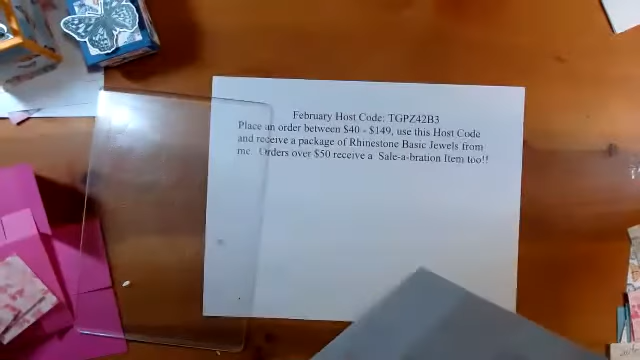 February Host Code: TGPZ42B3
Place an order between $40 - $149, use this Host Code
and receive a package of Rhinestone Basic Jewels from
me. Orders over $50 receive a Sale-a-bration Item too!!